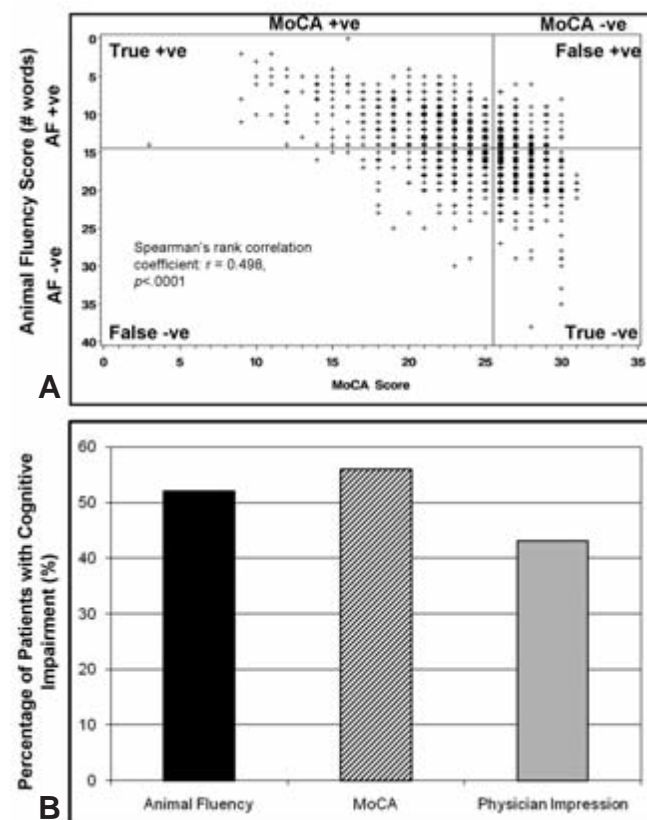 MoCA +ve MoCA -ve
True +ve False +ve
Animal Fluency Score (# words)
AF -ve AF +ve
0
5
10
15
20
25
30
35
40
Spearman's rank correlation
coefficient: r = 0.498,
p<.0001
False -ve True -ve
0 5 10 15 20 25 30 35
MoCA Score
A
Percentage of Patients with Cognitive
Impairment (%)
60
50
40
30
20
10
0
Animal Fluency MoCA Physician Impression
B